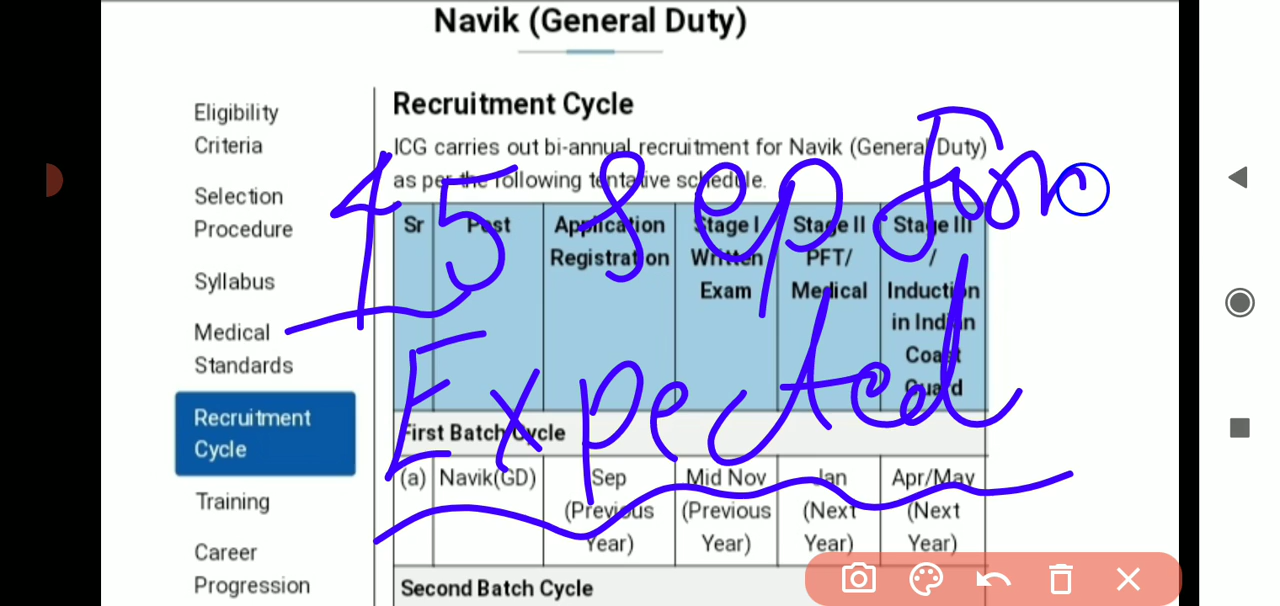 Navik (General Duty)
Eligibility
Criteria
Selection
Procedure
Syllabus
Medical
Standards
Recruitment
Cycle
Training
Career
Progression
Recruitment Cycle
ICG carries out bi-annual recruitment for Navik (General Duty)
as per the following tentative schedule.
Sr | Post | Application Registration | Stage I Written Exam | Stage II PFT/ Medical | Stage III / Induction in Indian Coast Guard
First Batch Cycle
(a) | Navik(GD) | Sep (Previous Year) | Mid Nov (Previous Year) | Jan (Next Year) | Apr/May (Next Year)
Second Batch Cycle
15 Sep
Expected